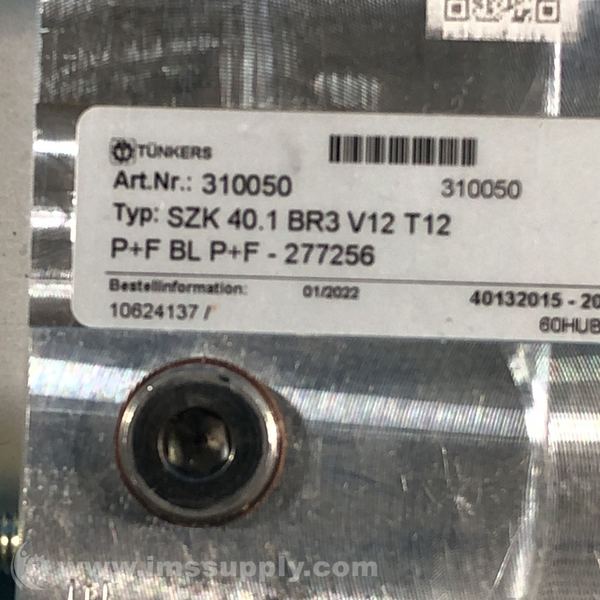 TÜNKERS
Art.Nr.: 310050 310050
Typ: SZK 40.1 BR3 V12 T12
P+F BL P+F - 277256
Bestellinformation: 01/2022 40132015 - 20
10624137 / 60HUB
www.imssupply.com